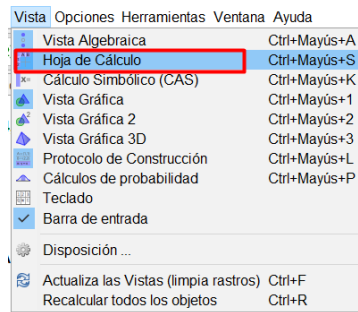 Vista Opciones Herramientas Ventana Ayuda
Vista Algebraica Ctrl+Mayús+A
Hoja de Cálculo Ctrl+Mayús+S
Cálculo Simbólico (CAS) Ctrl+Mayús+K
Vista Gráfica Ctrl+Mayús+1
Vista Gráfica 2 Ctrl+Mayús+2
Vista Gráfica 3D Ctrl+Mayús+3
Protocolo de Construcción Ctrl+Mayús+L
Cálculos de probabilidad Ctrl+Mayús+P
Teclado
Barra de entrada
Disposición ...
Actualiza las Vistas (limpia rastros) Ctrl+F
Recalcular todos los objetos Ctrl+R